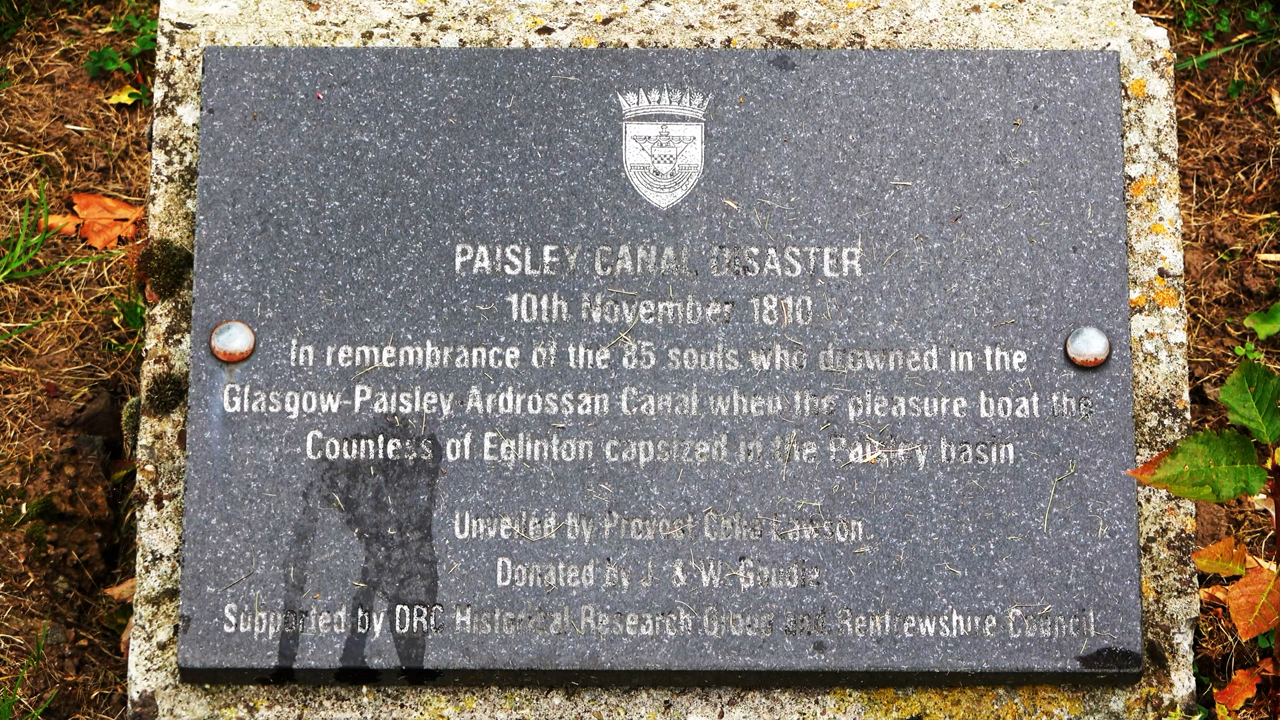 PAISLEY CANAL DISASTER
10th November 1810
In remembrance of the 85 souls who drowned in the
Glasgow-Paisley Ardrossan Canal when the pleasure boat the
Countess of Eglinton capsized in the Paisley basin
Unveiled by Provost Celia Lawson.
Donated by J. & W. Goudie.
Supported by DRC Historical Research Group and Renfrewshire Council